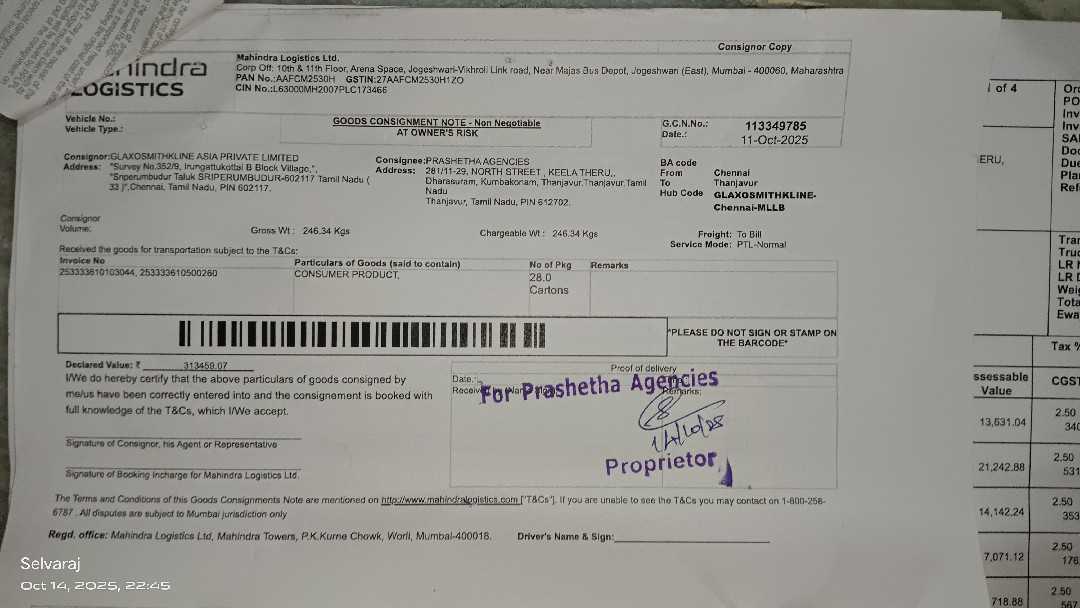 Consignor Copy
LOGISTICS
Mahindra Logistics Ltd.
Corp Off: 10th & 11th Floor, Arena Space, Jogeshwari-Vikhroli Link road, Near Majas Bus Depot, Jogeshwari (East), Mumbai - 400060, Maharashtra
PAN No.:AAFCM2530H GSTIN:27AAFCM2530H1ZO
CIN No.:L63000MH2007PLC173466
Vehicle No.:
Vehicle Type.:
GOODS CONSIGNMENT NOTE - Non Negotiable
AT OWNER'S RISK
G.C.N.No.: 113349785
Date.: 11-Oct-2025
Consignor:GLAXOSMITHKLINE ASIA PRIVATE LIMITED
Address: "Survey No.352/9, Irungattukottai B Block Village,",
"Sriperumbudur Taluk SRIPERUMBUDUR-602117 Tamil Nadu (
33 )",Chennai, Tamil Nadu, PIN 602117.
Consignee:PRASHETHA AGENCIES
Address: 281/11-29, NORTH STREET , KEELA THERU,,
Dharasuram, Kumbakonam, Thanjavur,Thanjavur,Tamil
Nadu
Thanjavur, Tamil Nadu, PIN 612702.
BA code
From Chennai
To Thanjavur
Hub Code GLAXOSMITHKLINE-
Chennai-MLLB
Consignor
Volume:
Gross Wt : 246.34 Kgs
Chargeable Wt : 246.34 Kgs
Freight: To Bill
Service Mode: PTL-Normal
Received the goods for transportation subject to the T&Cs:
Invoice No Particulars of Goods (said to contain) No of Pkg Remarks
253333610103044, 253333610500260 CONSUMER PRODUCT, 28.0
Cartons
*PLEASE DO NOT SIGN OR STAMP ON
THE BARCODE*
Declared Value: ₹ 313459.07
I/We do hereby certify that the above particulars of goods consigned by
me/us have been correctly entered into and the consignement is booked with
full knowledge of the T&Cs, which I/We accept.
Signature of Consignor, his Agent or Representative
Signature of Booking Incharge for Mahindra Logistics Ltd.
Proof of delivery
Date.:
Remarks:
For Prashetha Agencies
14/10/25
Proprietor
The Terms and Conditions of this Goods Consignments Note are mentioned on http://www.mahindralogistics.com ["T&Cs"]. If you are unable to see the T&Cs you may contact on 1-800-258-
6787 . All disputes are subject to Mumbai jurisdiction only
Regd. office: Mahindra Logistics Ltd, Mahindra Towers, P.K.Kurne Chowk, Worli, Mumbai-400018. Driver's Name & Sign:
of 4
THERU,
Tax %
Assessable
Value
CGST
13,631.04
2.50
21,242.88
2.50
14,142.24
2.50
7,071.12
2.50
718.88
2.50
Selvaraj
Oct 14, 2025, 22:45